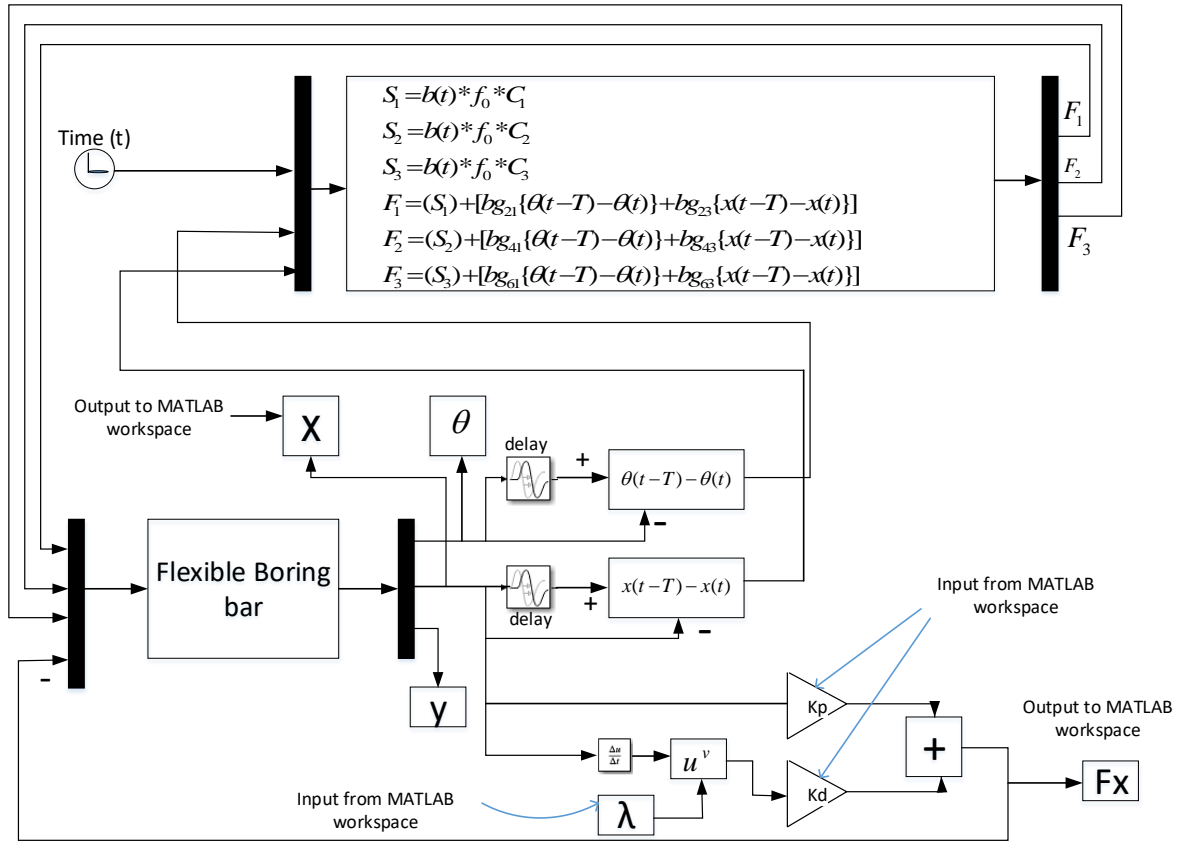 S₁=b(t)*f₀*C₁
S₂=b(t)*f₀*C₂
S₃=b(t)*f₀*C₃
F₁=(S₁)+[bg₂₁{θ(t−T)−θ(t)}+bg₂₃{x(t−T)−x(t)}]
F₂=(S₂)+[bg₄₁{θ(t−T)−θ(t)}+bg₄₃{x(t−T)−x(t)}]
F₃=(S₃)+[bg₆₁{θ(t−T)−θ(t)}+bg₆₃{x(t−T)−x(t)}]
Time (t)
F₁
F₂
F₃
Output to MATLAB
workspace
X
θ
delay
+
θ(t−T)−θ(t)
-
Flexible Boring
bar
delay
+
x(t−T)−x(t)
-
-
y
Input from MATLAB
workspace
Kp
Δu
Δt
u^v
Kd
+
Output to MATLAB
workspace
Fx
Input from MATLAB
workspace
λ